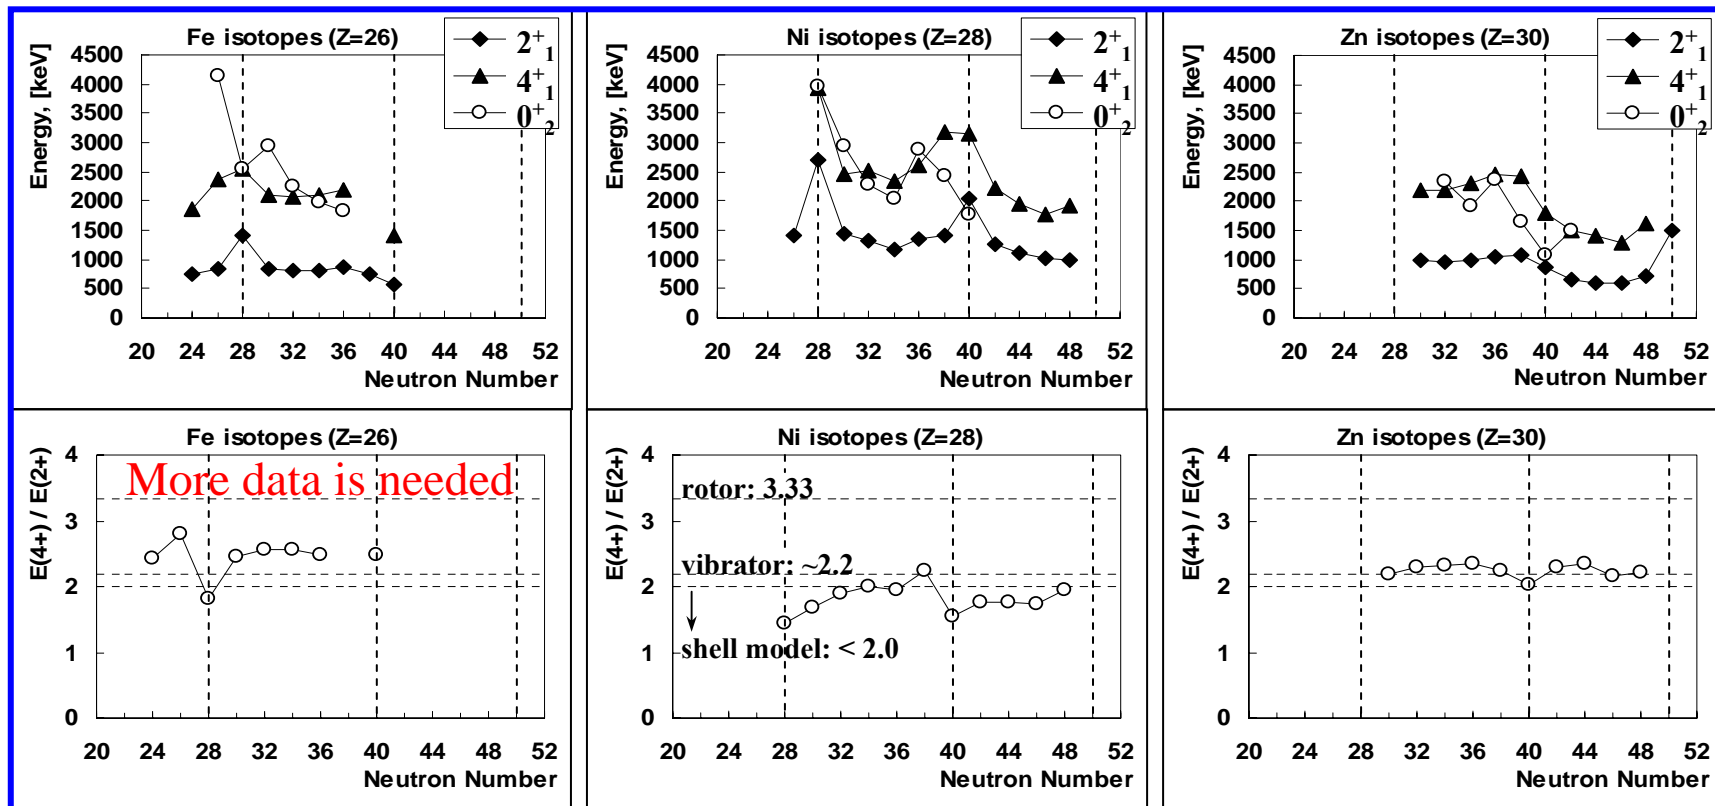 Fe isotopes (Z=26)
2+1
4+1
0+2
Energy, [keV]
4500
4000
3500
3000
2500
2000
1500
1000
500
0
20 24 28 32 36 40 44 48 52
Neutron Number
Ni isotopes (Z=28)
2+1
4+1
0+2
Energy, [keV]
4500
4000
3500
3000
2500
2000
1500
1000
500
0
20 24 28 32 36 40 44 48 52
Neutron Number
Zn isotopes (Z=30)
2+1
4+1
0+2
Energy, [keV]
4500
4000
3500
3000
2500
2000
1500
1000
500
0
20 24 28 32 36 40 44 48 52
Neutron Number
Fe isotopes (Z=26)
More data is needed
E(4+) / E(2+)
4
3
2
1
0
20 24 28 32 36 40 44 48 52
Neutron Number
Ni isotopes (Z=28)
E(4+) / E(2+)
4
3
2
1
0
rotor: 3.33
vibrator: ~2.2
shell model: < 2.0
20 24 28 32 36 40 44 48 52
Neutron Number
Zn isotopes (Z=30)
E(4+) / E(2+)
4
3
2
1
0
20 24 28 32 36 40 44 48 52
Neutron Number